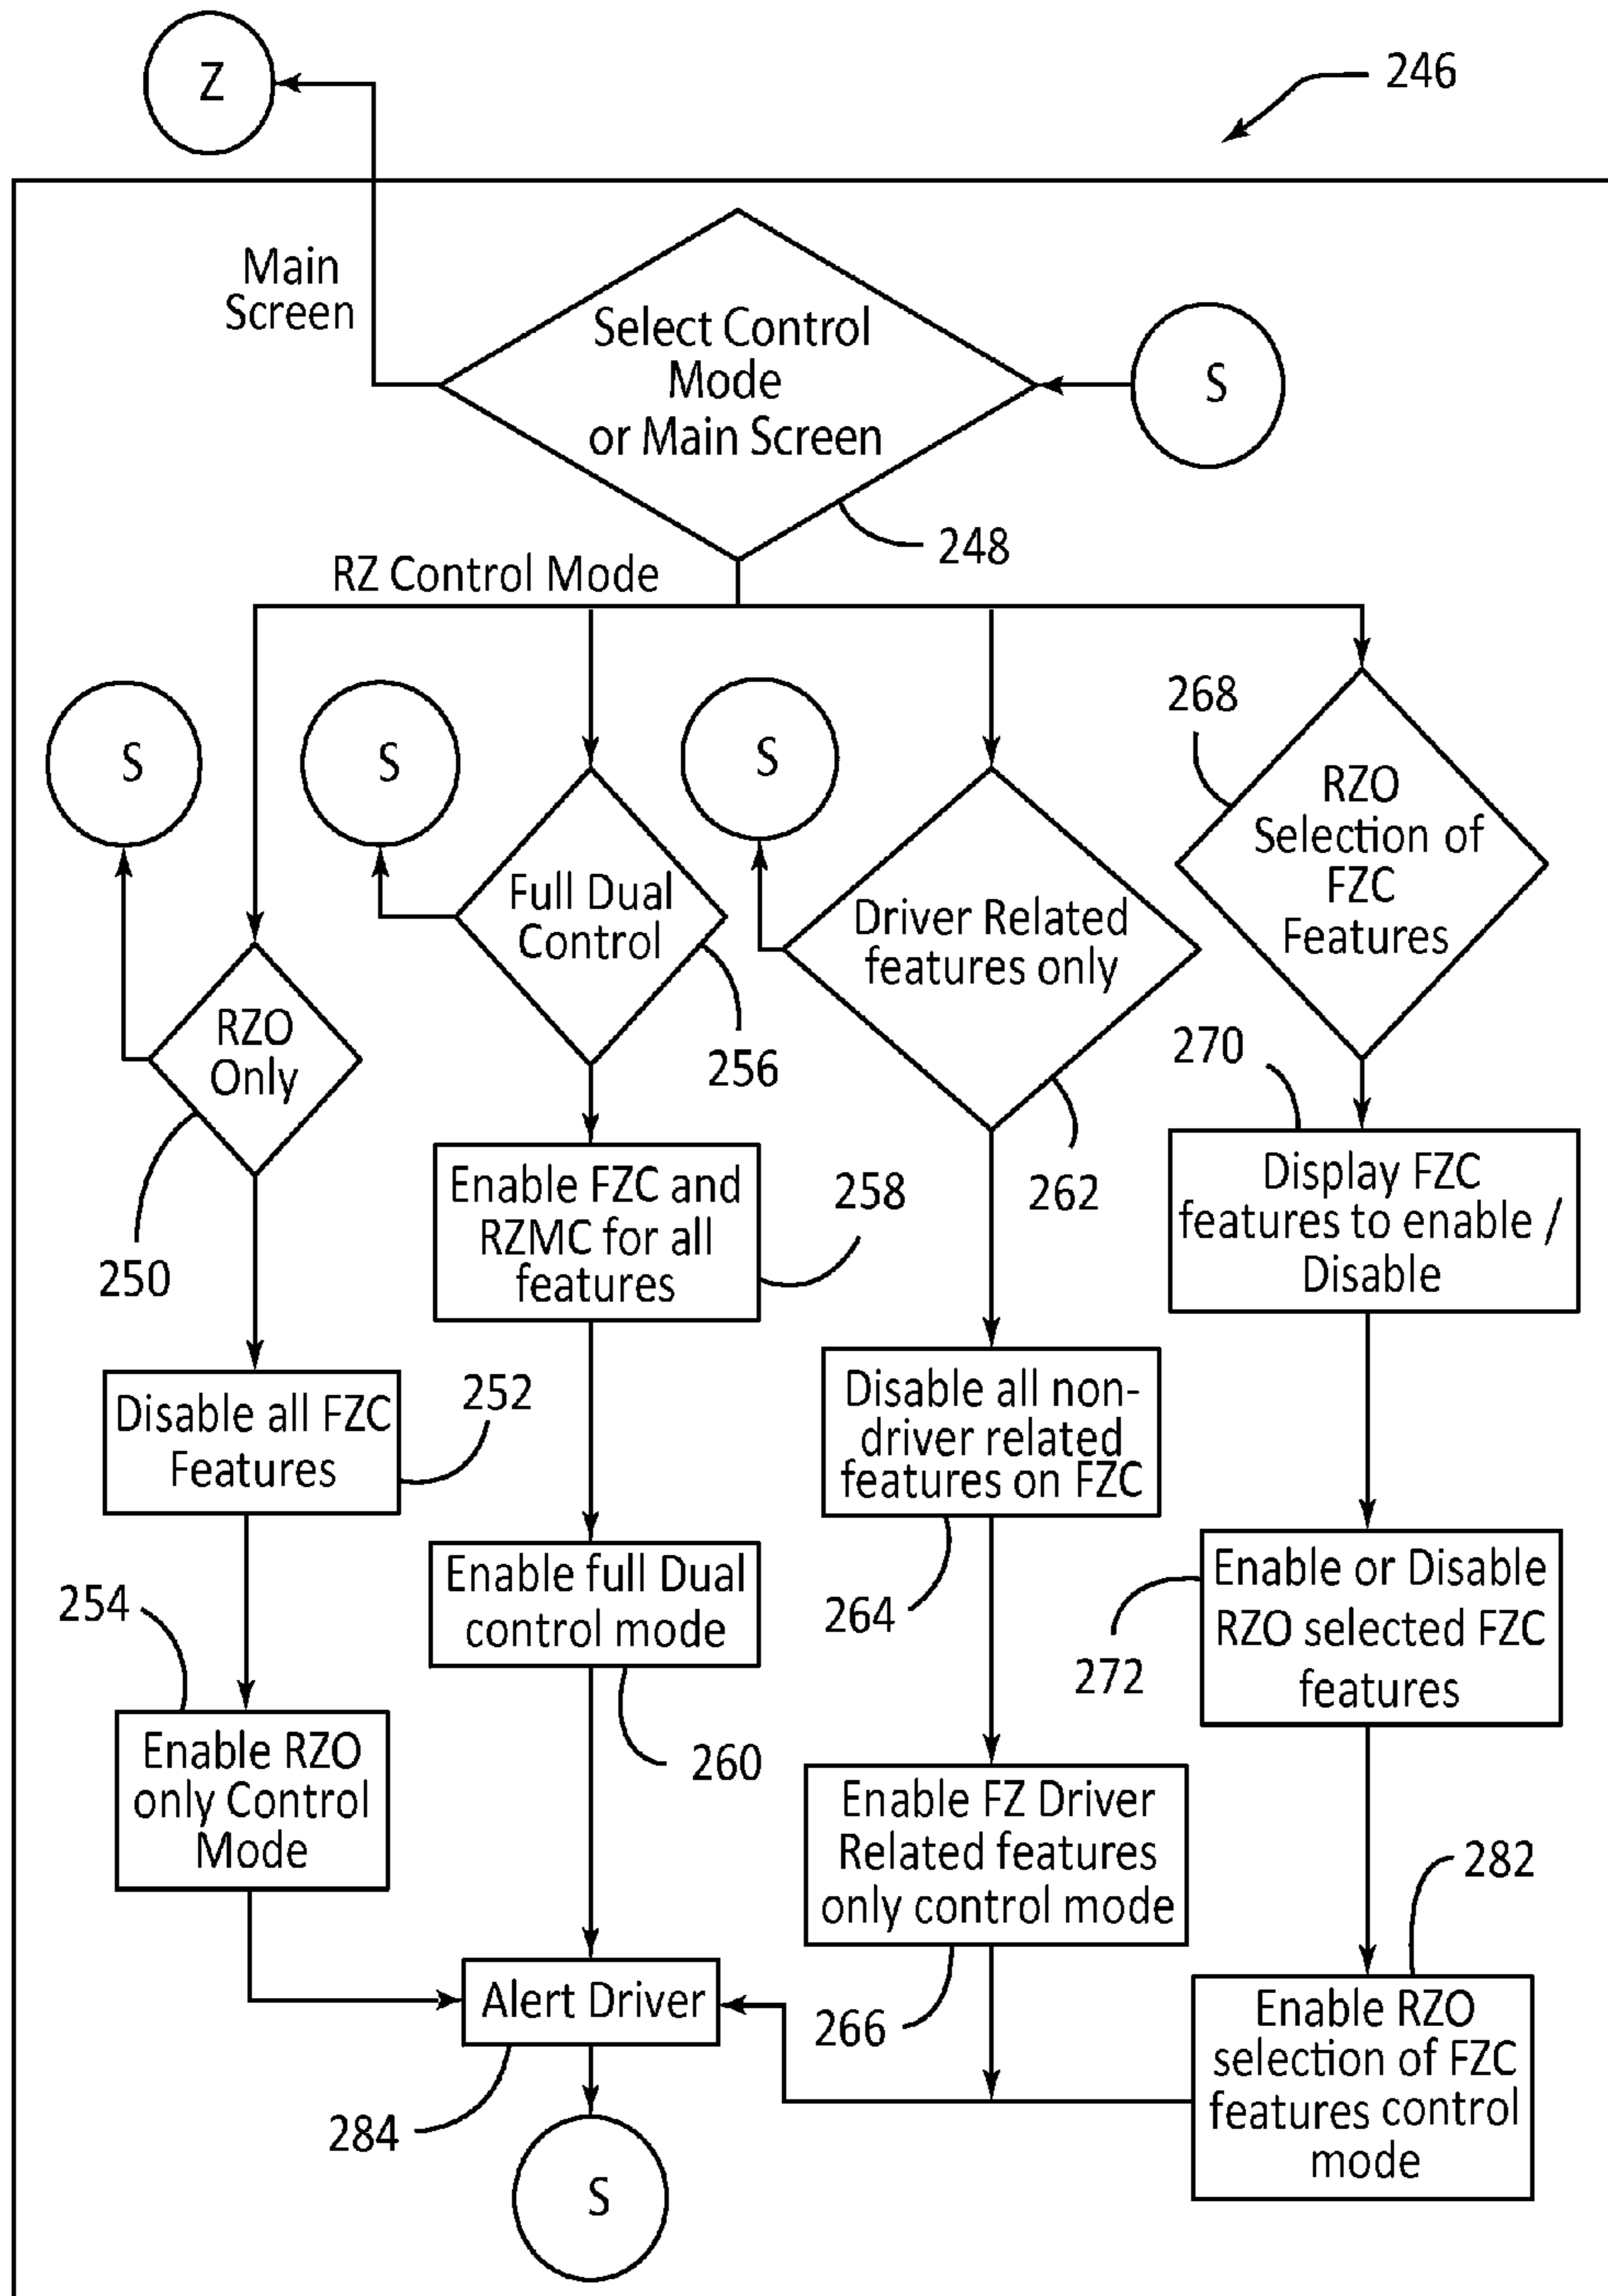 Z
246
Main
Screen
Select Control
Mode
or Main Screen
S
248
RZ Control Mode
268
S
S
S
RZO
Selection of
FZC
Features
Full Dual
Control
Driver Related
features only
RZO
Only
256
270
250
Enable FZC and
RZMC for all
features
258
262
Display FZC
features to enable /
Disable
Disable all FZC
Features
252
Disable all non-
driver related
features on FZC
254
Enable full Dual
control mode
264
Enable or Disable
RZO selected FZC
features
272
Enable RZO
only Control
Mode
260
Enable FZ Driver
Related features
only control mode
282
Alert Driver
266
Enable RZO
selection of FZC
features control
mode
284
S